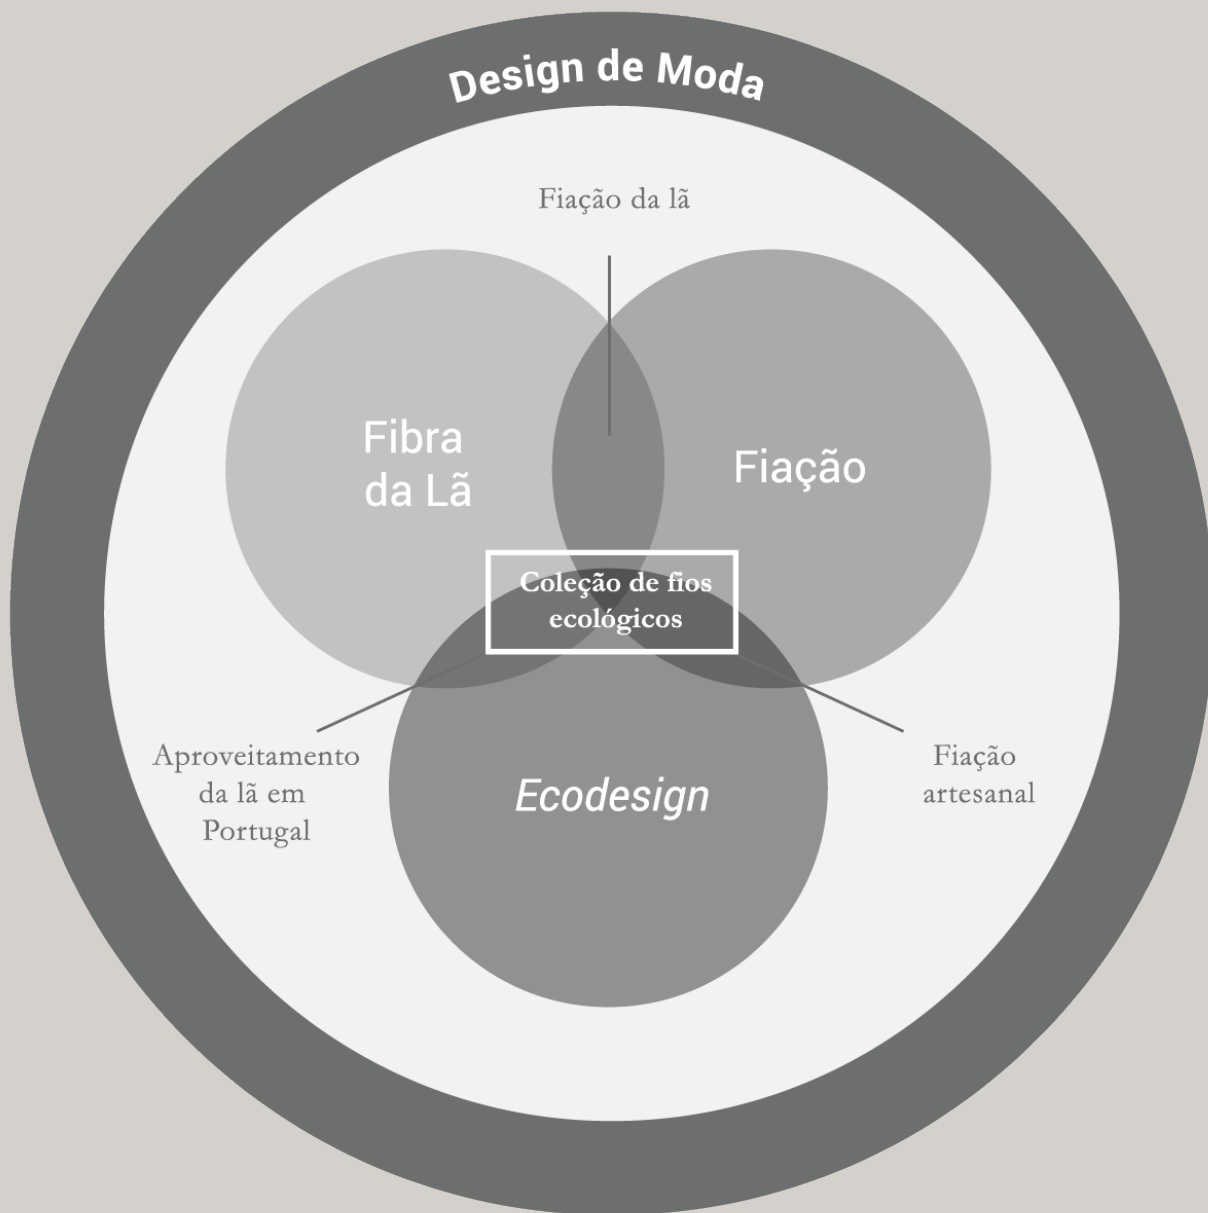 Design de Moda
Fiação da lã
Fibra
da Lã
Fiação
Coleção de fios
ecológicos
Aproveitamento
da lã em
Portugal
Ecodesign
Fiação
artesanal